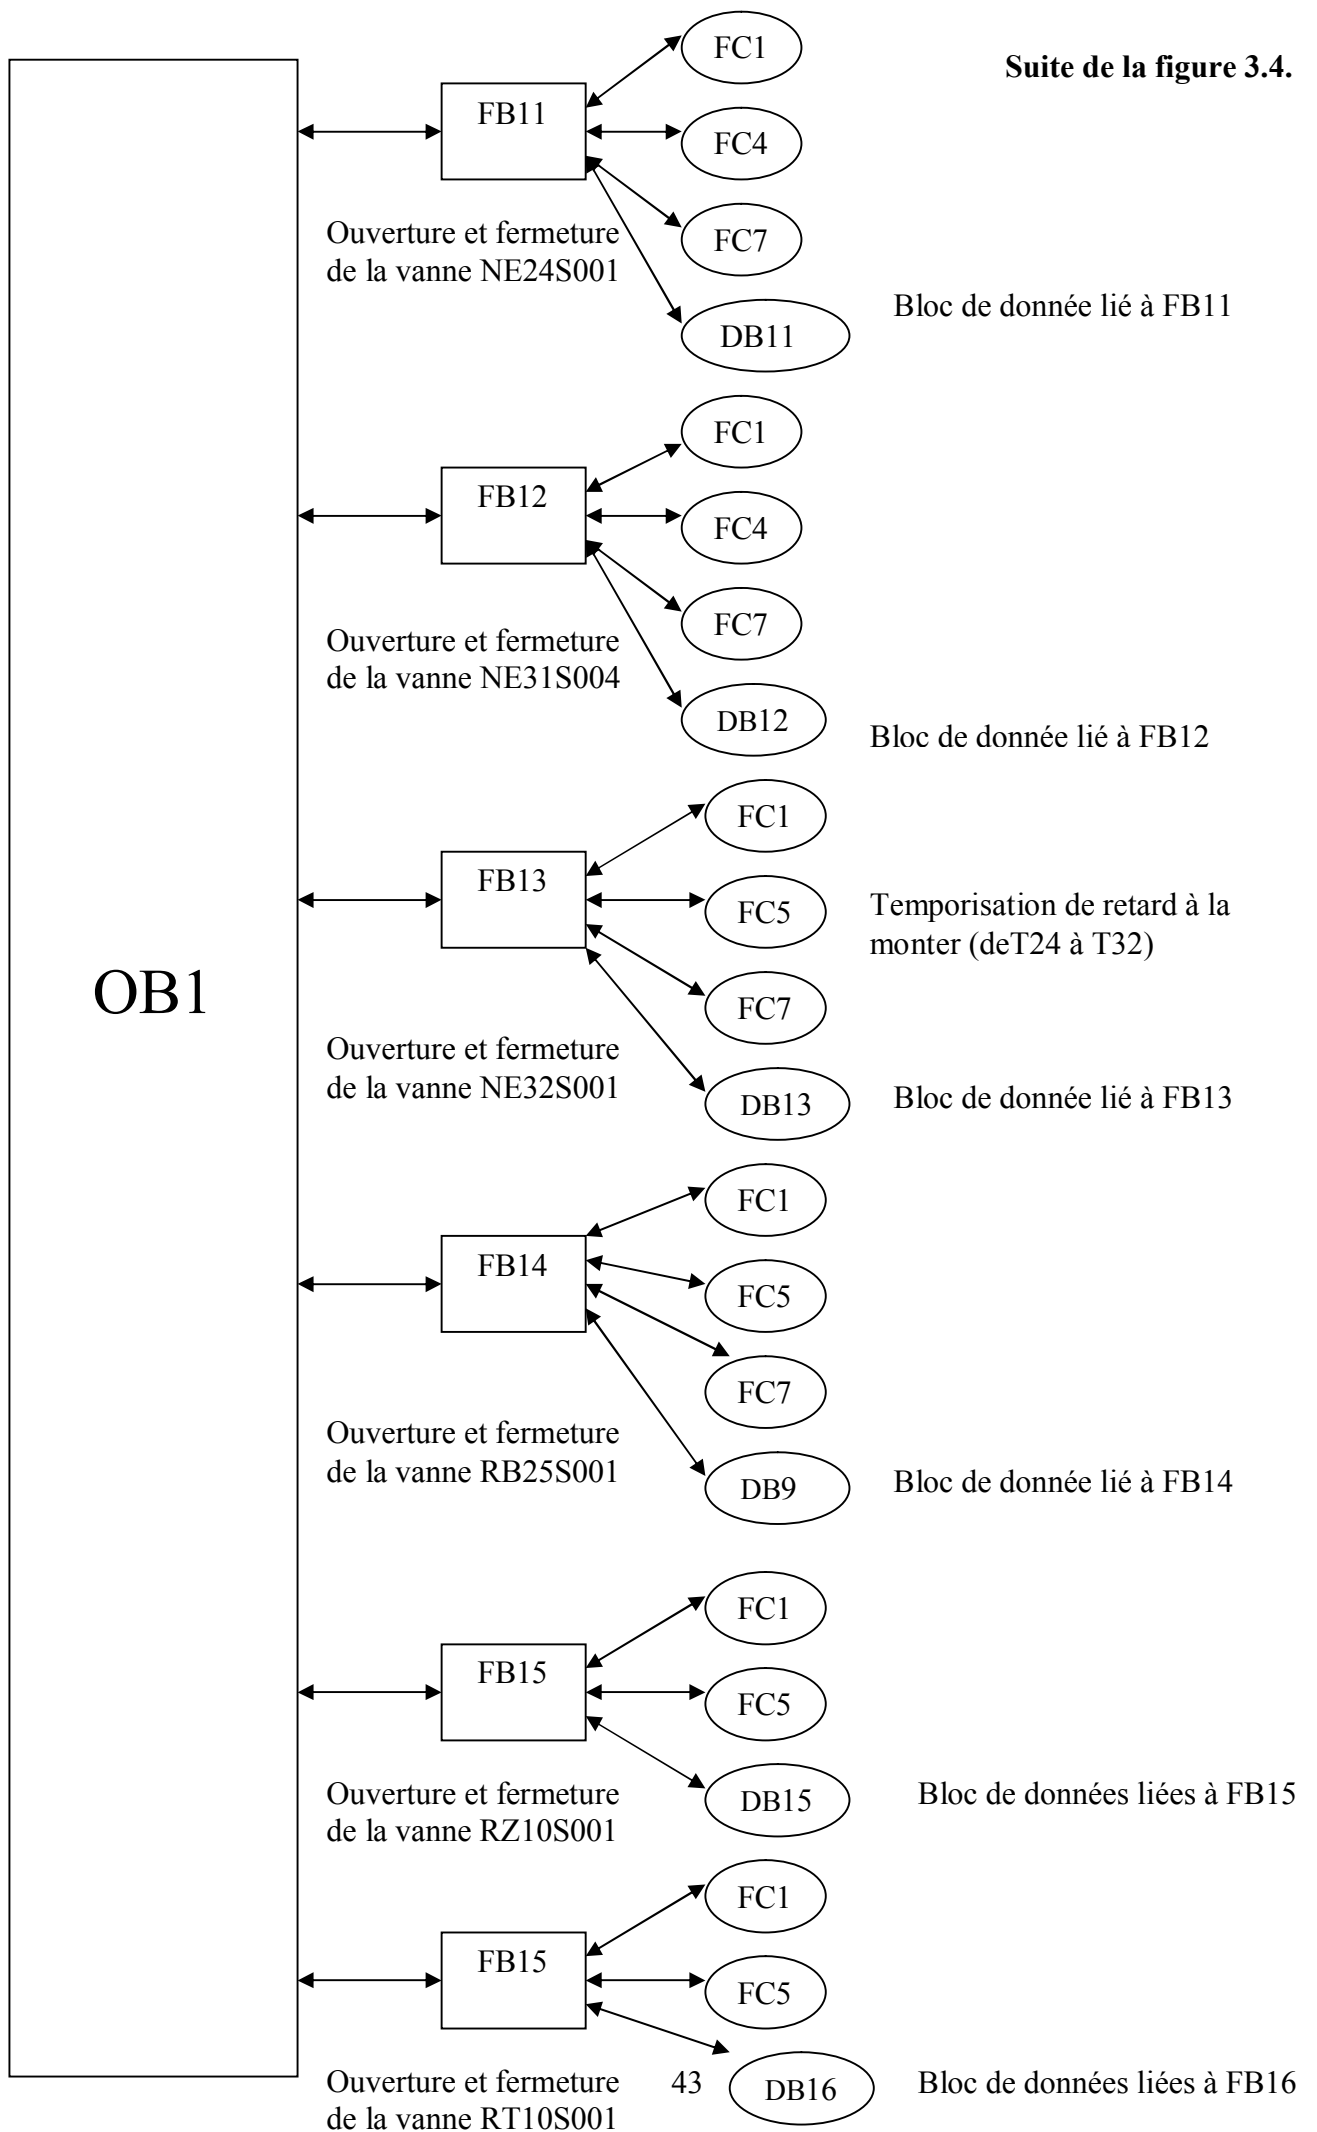 Suite de la figure 3.4.
OB1
FB11
FC1
FC4
FC7
DB11
Ouverture et fermeture
de la vanne NE24S001
Bloc de donnée lié à FB11
FB12
FC1
FC4
FC7
DB12
Ouverture et fermeture
de la vanne NE31S004
Bloc de donnée lié à FB12
FB13
FC1
FC5
Temporisation de retard à la
monter (deT24 à T32)
FC7
DB13
Ouverture et fermeture
de la vanne NE32S001
Bloc de donnée lié à FB13
FB14
FC1
FC5
FC7
DB9
Ouverture et fermeture
de la vanne RB25S001
Bloc de donnée lié à FB14
FB15
FC1
FC5
DB15
Ouverture et fermeture
de la vanne RZ10S001
Bloc de données liées à FB15
FB15
FC1
FC5
DB16
Ouverture et fermeture
de la vanne RT10S001
Bloc de données liées à FB16
43